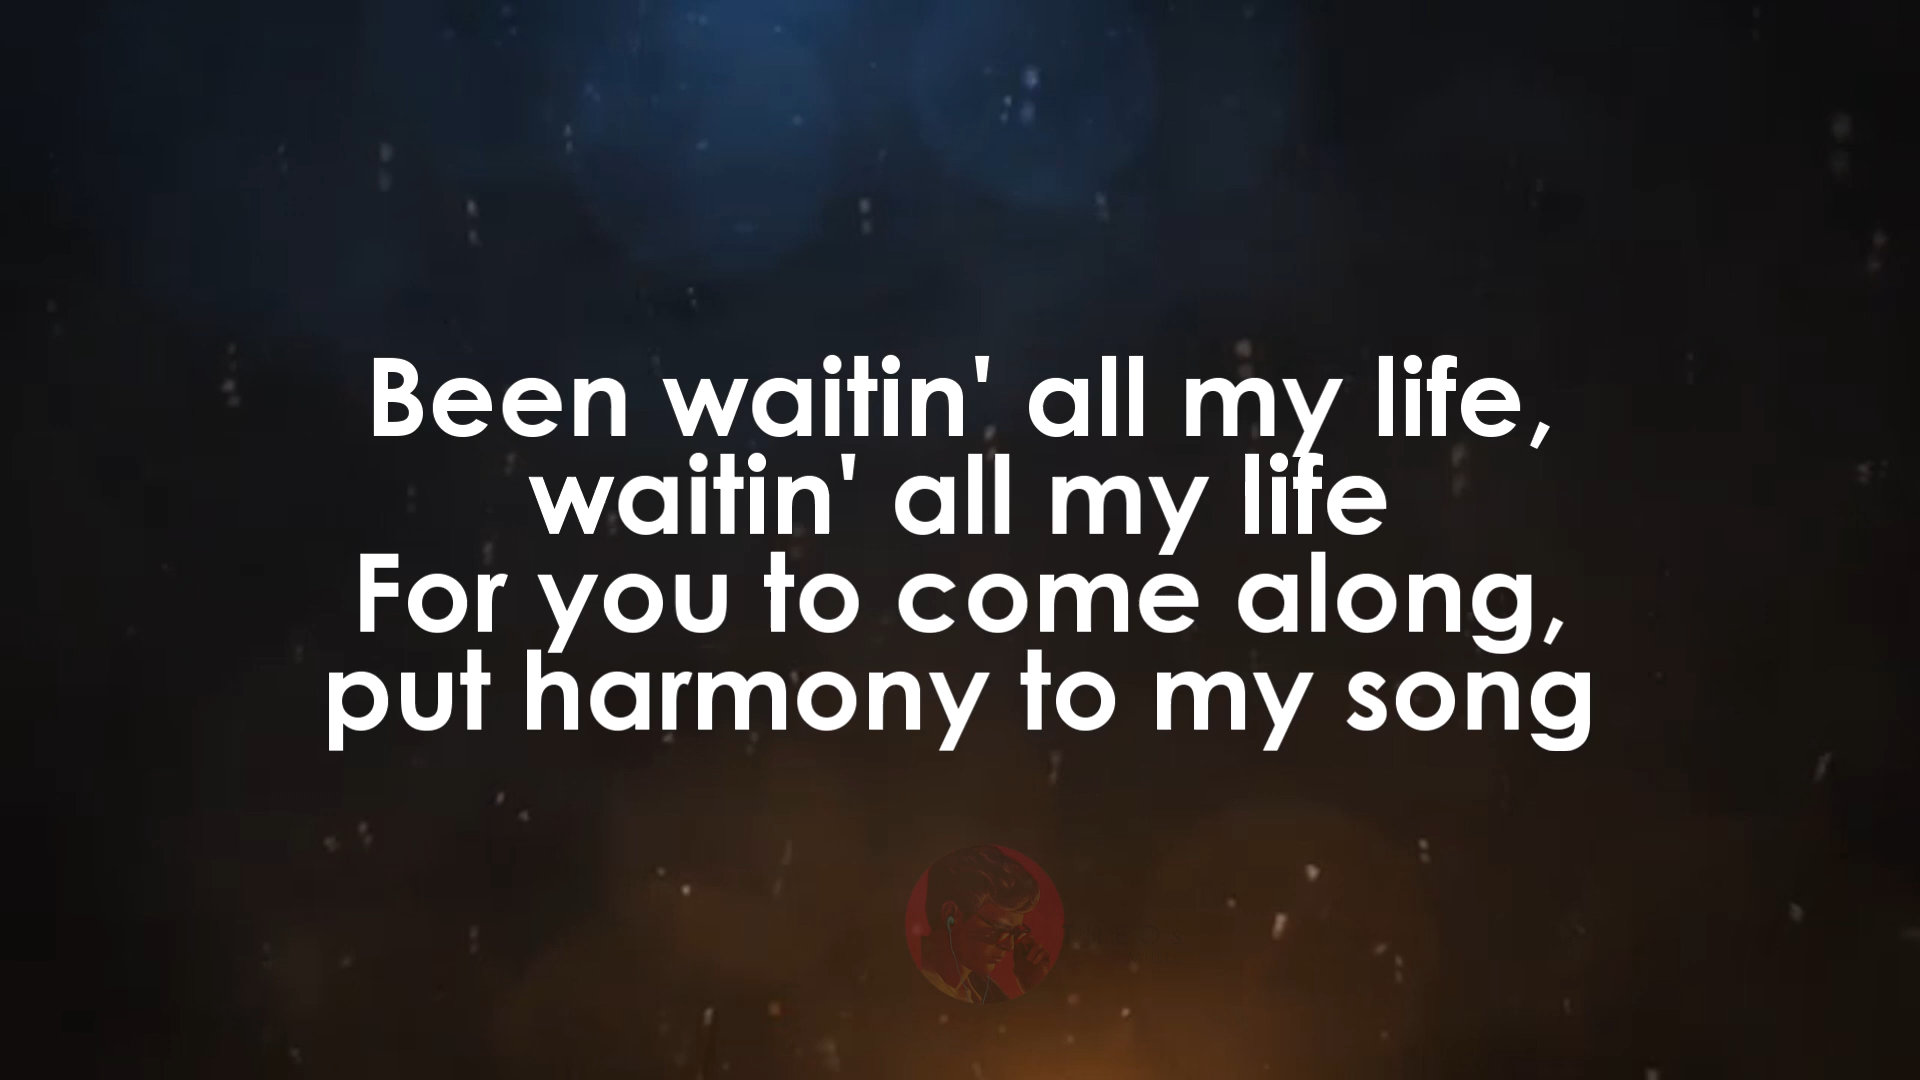 Been waitin' all my life,
waitin' all my life
For you to come along,
put harmony to my song